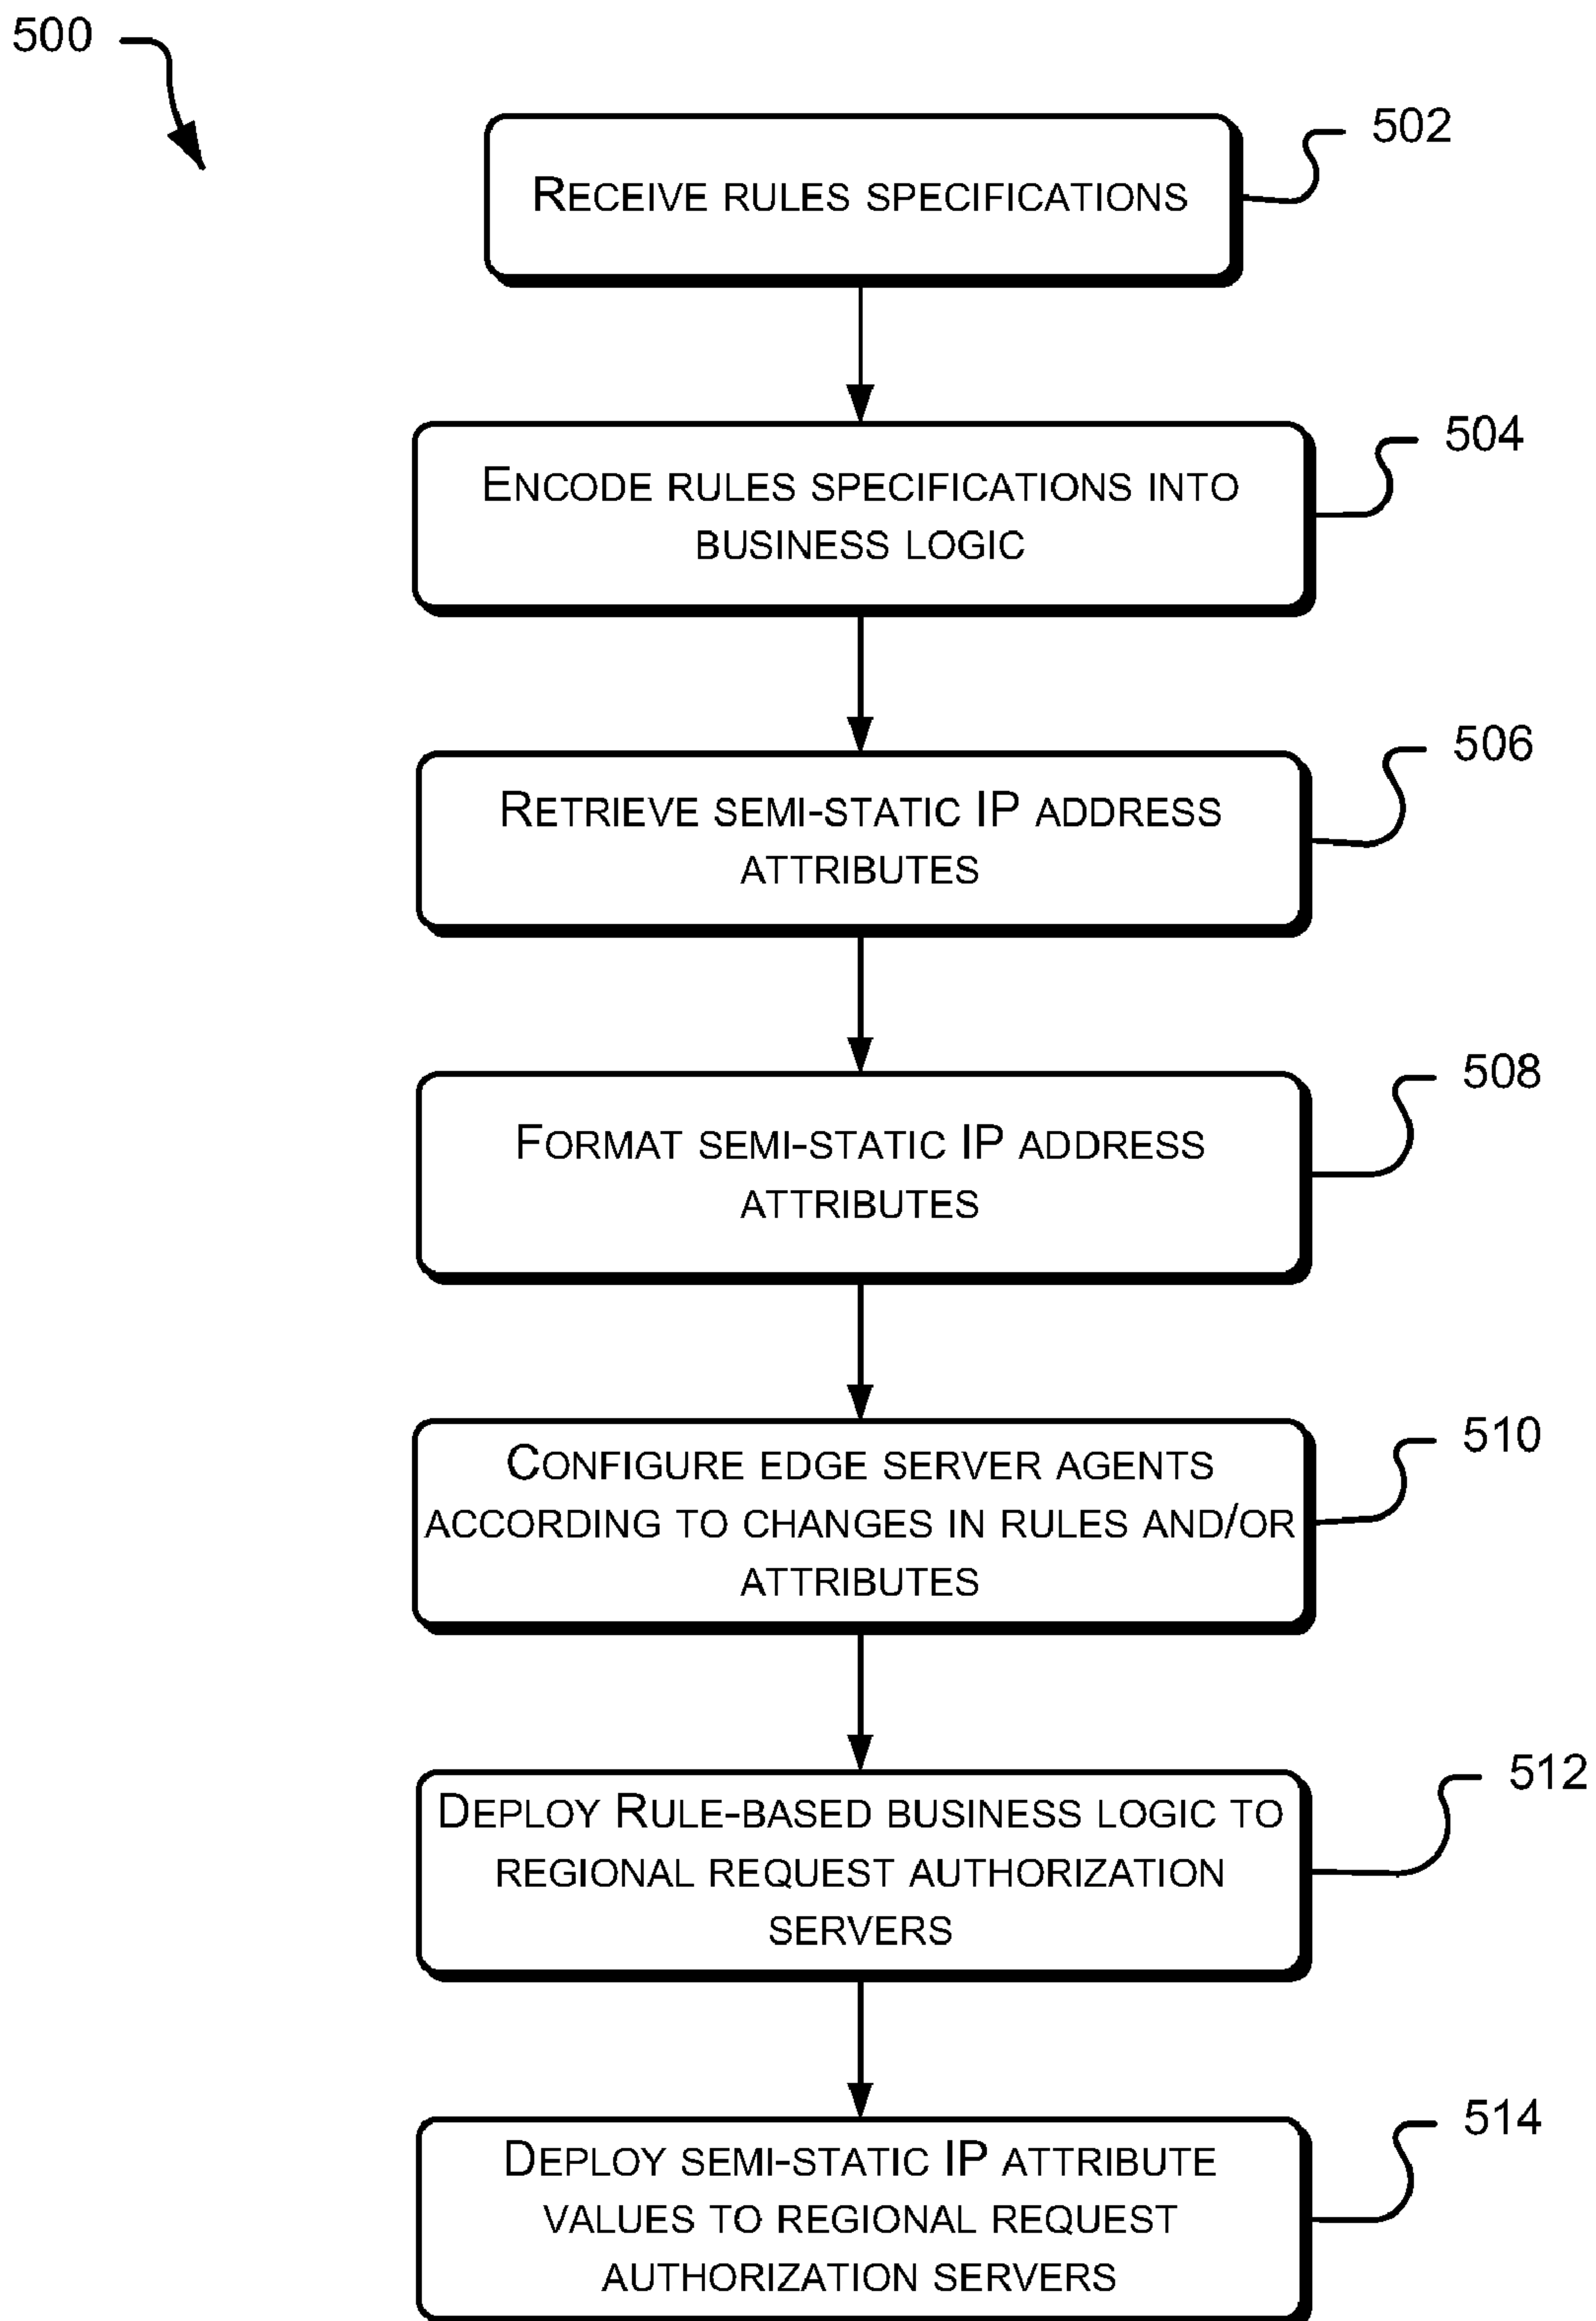 500
502
RECEIVE RULES SPECIFICATIONS
504
ENCODE RULES SPECIFICATIONS INTO
BUSINESS LOGIC
506
RETRIEVE SEMI-STATIC IP ADDRESS
ATTRIBUTES
508
FORMAT SEMI-STATIC IP ADDRESS
ATTRIBUTES
510
CONFIGURE EDGE SERVER AGENTS
ACCORDING TO CHANGES IN RULES AND/OR
ATTRIBUTES
512
DEPLOY RULE-BASED BUSINESS LOGIC TO
REGIONAL REQUEST AUTHORIZATION
SERVERS
514
DEPLOY SEMI-STATIC IP ATTRIBUTE
VALUES TO REGIONAL REQUEST
AUTHORIZATION SERVERS